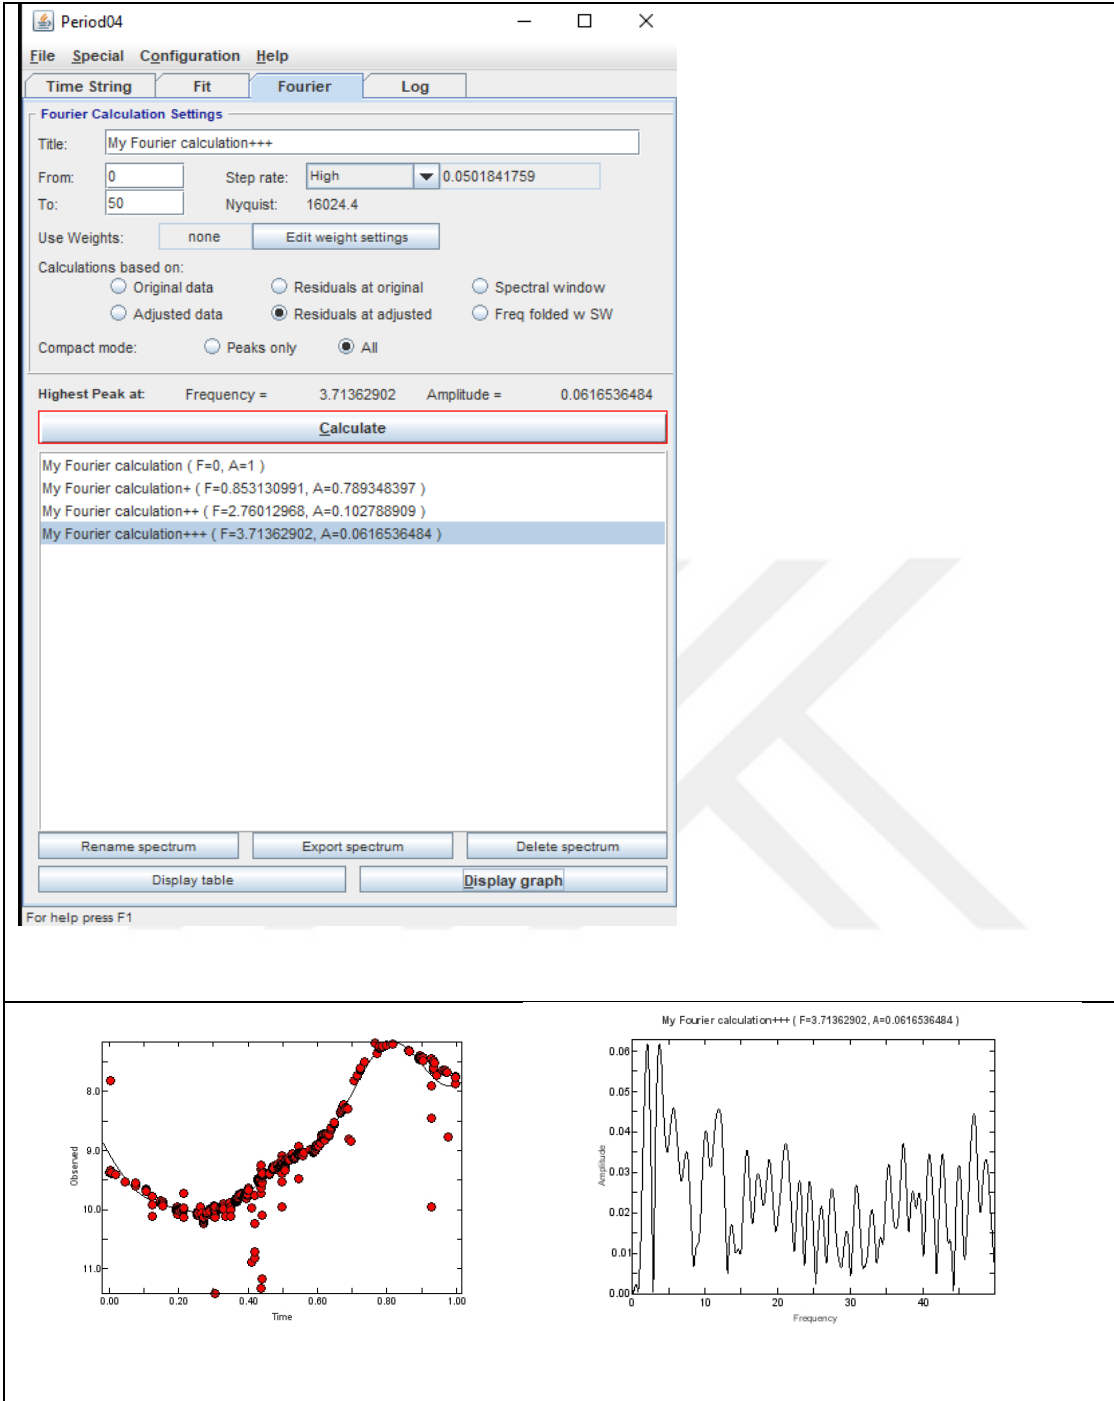 Period04
File Special Configuration Help
Time String Fit Fourier Log
Fourier Calculation Settings
Title: My Fourier calculation+++
From: 0 Step rate: High 0.0501841759
To: 50 Nyquist: 16024.4
Use Weights: none Edit weight settings
Calculations based on:
Original data Residuals at original Spectral window
Adjusted data Residuals at adjusted Freq folded w SW
Compact mode: Peaks only All
Highest Peak at: Frequency = 3.71362902 Amplitude = 0.0616536484
Calculate
My Fourier calculation ( F=0, A=1 )
My Fourier calculation+ ( F=0.853130991, A=0.789348397 )
My Fourier calculation++ ( F=2.76012968, A=0.102788909 )
My Fourier calculation+++ ( F=3.71362902, A=0.0616536484 )
Rename spectrum Export spectrum Delete spectrum
Display table Display graph
For help press F1
8.0
9.0
10.0
11.0
Observed
0.00 0.20 0.40 0.60 0.80 1.00
Time
My Fourier calculation+++ ( F=3.71362902, A=0.0616536484 )
0.06
0.05
0.04
0.03
0.02
0.01
0.00
Amplitude
0 10 20 30 40
Frequency